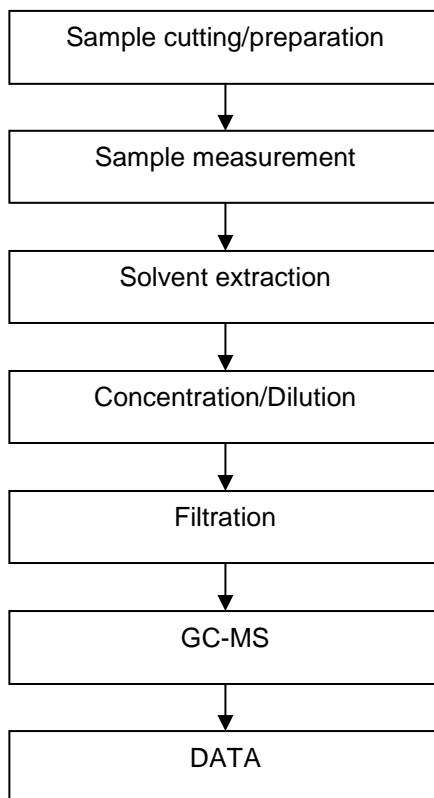 Sample cutting/preparation
Sample measurement
Solvent extraction
Concentration/Dilution
Filtration
GC-MS
DATA